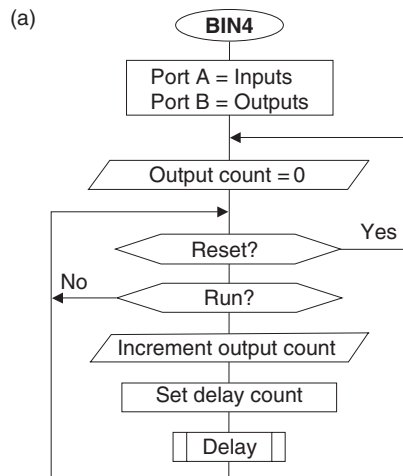 (a)
BIN4
Port A = Inputs
Port B = Outputs
Output count = 0
Reset?
Yes
No
Run?
Increment output count
Set delay count
Delay